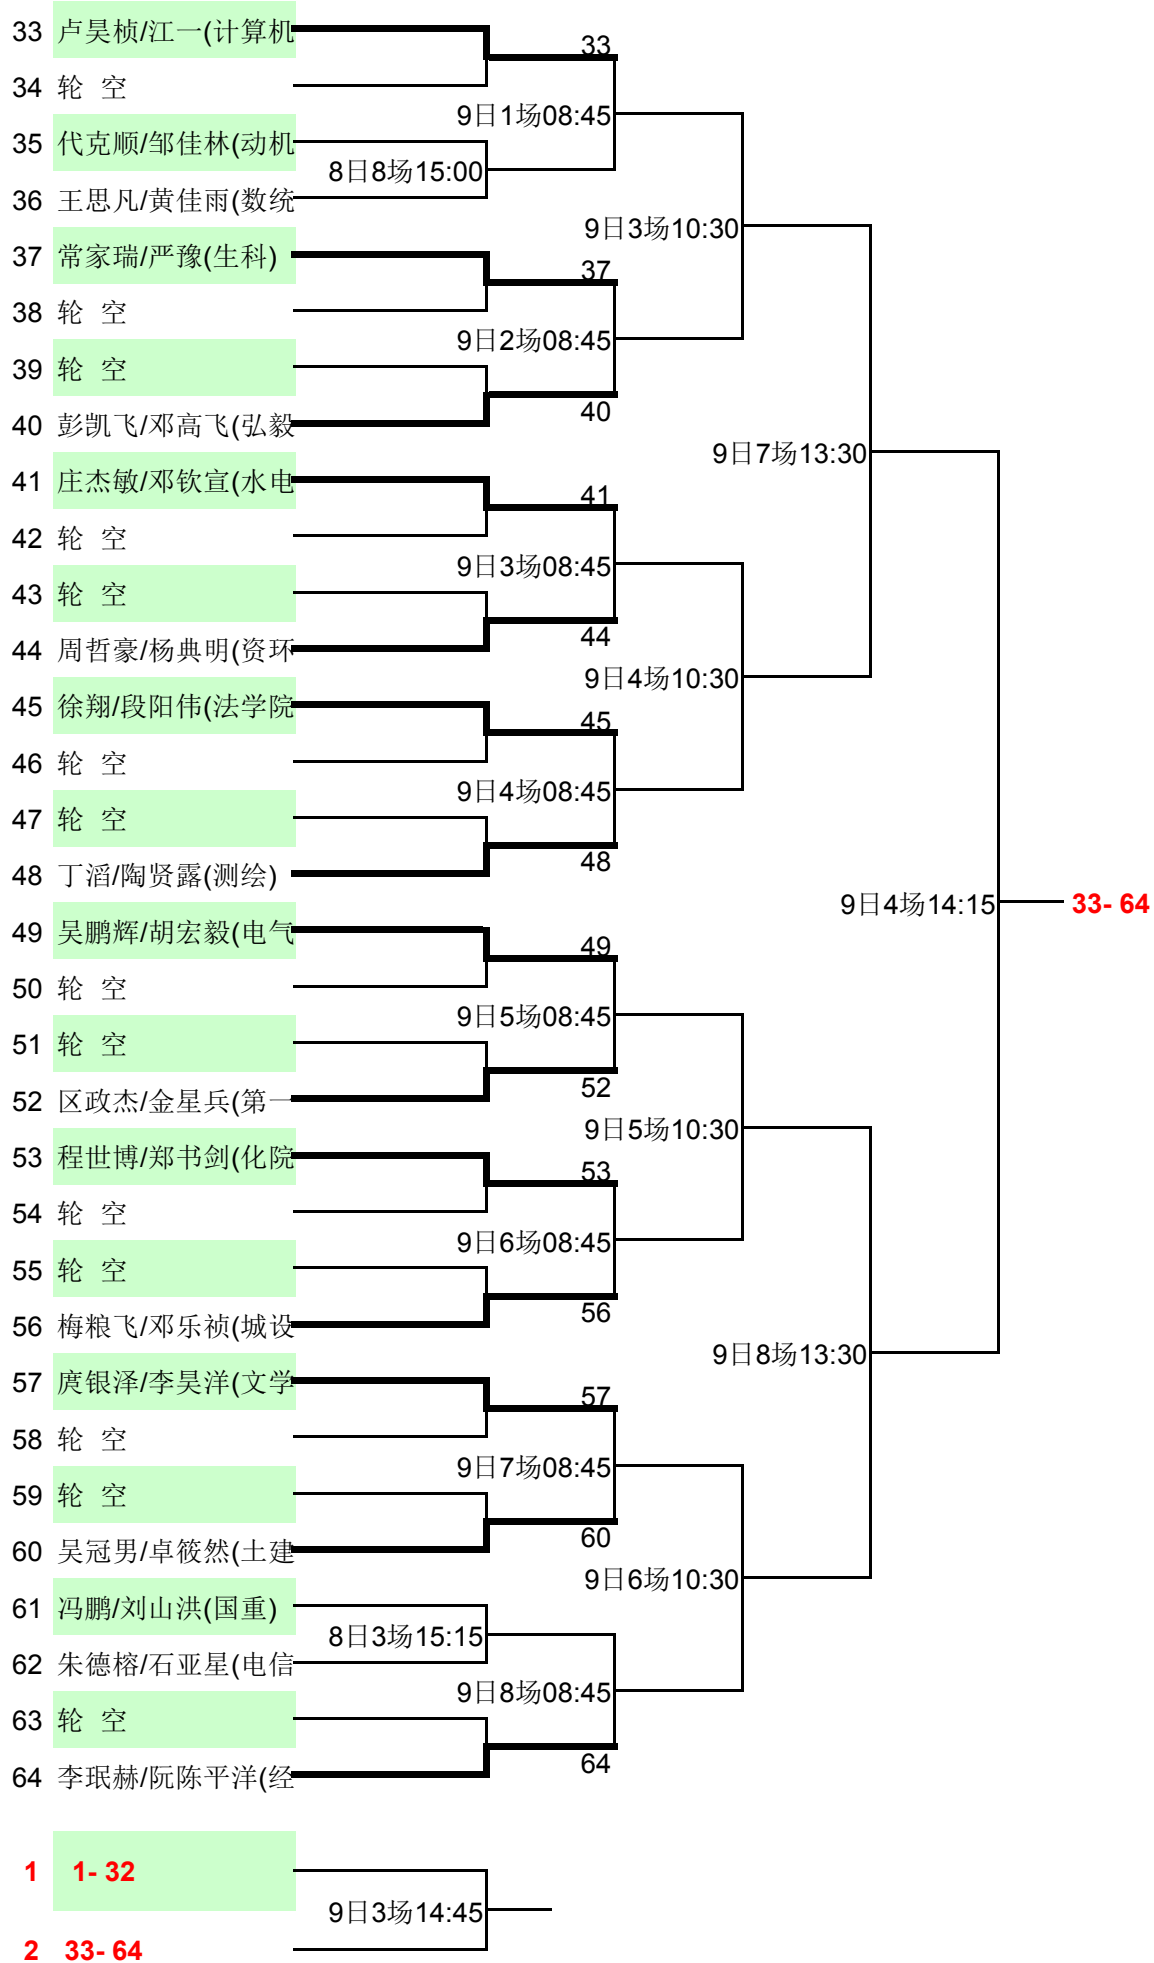 33 卢昊桢/江一(计算机
33
34 轮 空
9日1场08:45
35 代克顺/邹佳林(动机
8日8场15:00
36 王思凡/黄佳雨(数统
9日3场10:30
37 常家瑞/严豫(生科)
37
38 轮 空
9日2场08:45
39 轮 空
40
40 彭凯飞/邓高飞(弘毅
9日7场13:30
41 庄杰敏/邓钦宣(水电
41
42 轮 空
9日3场08:45
43 轮 空
44
44 周哲豪/杨典明(资环
9日4场10:30
45 徐翔/段阳伟(法学院
45
46 轮 空
9日4场08:45
47 轮 空
48
48 丁滔/陶贤露(测绘)
9日4场14:15 33- 64
49 吴鹏辉/胡宏毅(电气
49
50 轮 空
9日5场08:45
51 轮 空
52
52 区政杰/金星兵(第一
9日5场10:30
53 程世博/郑书剑(化院
53
54 轮 空
9日6场08:45
55 轮 空
56
56 梅粮飞/邓乐祯(城设
9日8场13:30
57 庹银泽/李昊洋(文学
57
58 轮 空
9日7场08:45
59 轮 空
60
60 吴冠男/卓筱然(土建
9日6场10:30
61 冯鹏/刘山洪(国重)
8日3场15:15
62 朱德榕/石亚星(电信
9日8场08:45
63 轮 空
64
64 李珉赫/阮陈平洋(经
1 1- 32
9日3场14:45
2 33- 64